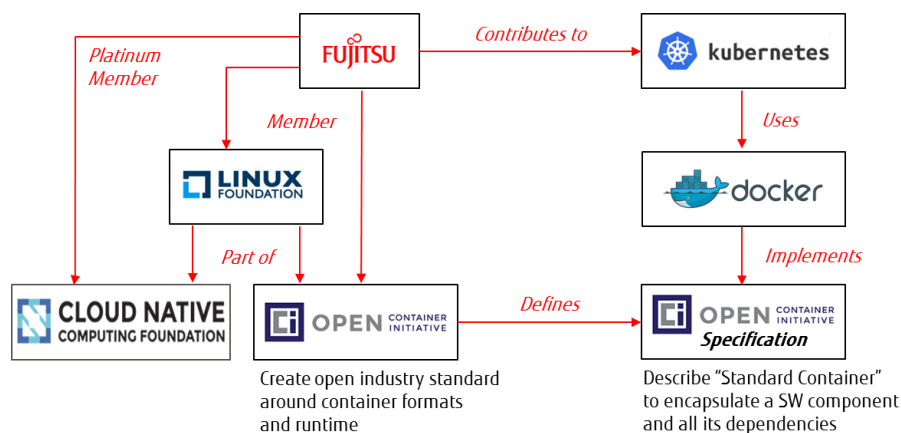 Platinum
Member
FUJITSU
Contributes to
kubernetes
Member
Uses
LINUX
FOUNDATION
docker
Part of
Implements
CLOUD NATIVE
COMPUTING FOUNDATION
Ci OPEN CONTAINER
INITIATIVE
Defines
Ci OPEN CONTAINER
INITIATIVE
Specification
Create open industry standard
around container formats
and runtime
Describe “Standard Container”
to encapsulate a SW component
and all its dependencies